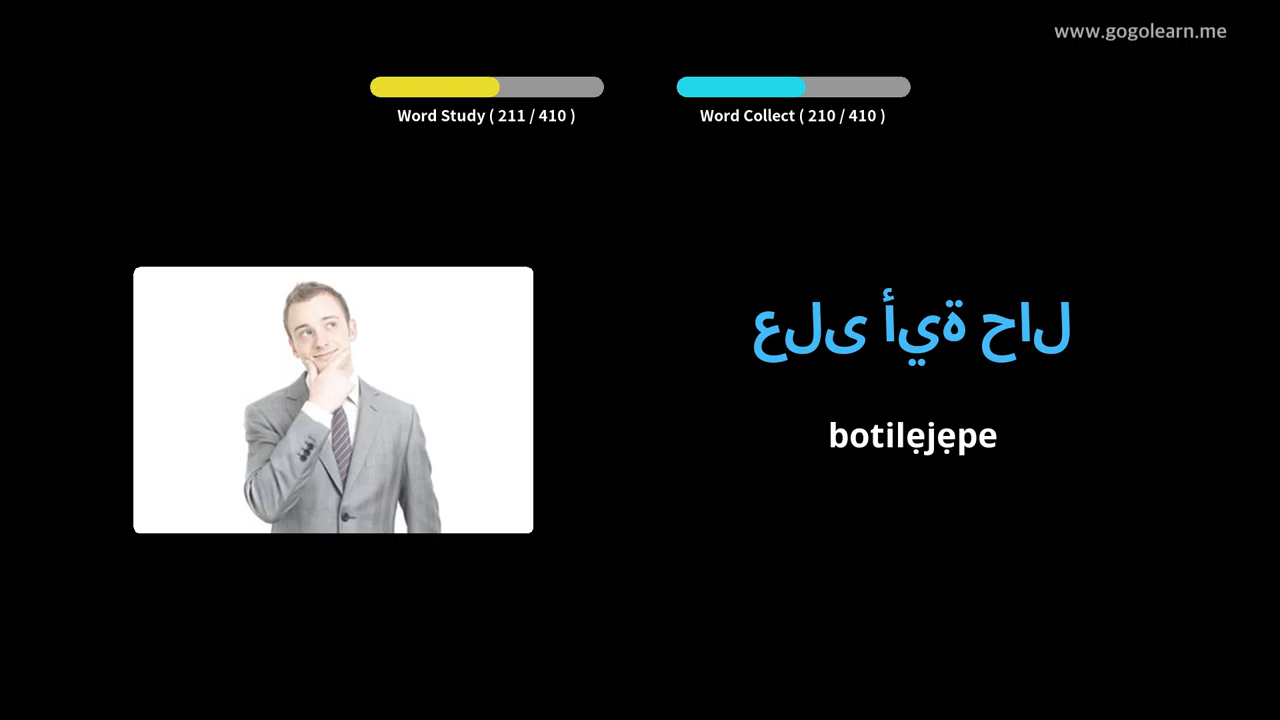 www.gogolearn.me
Word Study ( 211 / 410 )
Word Collect ( 210 / 410 )
على أية حال
botilẹjẹpe